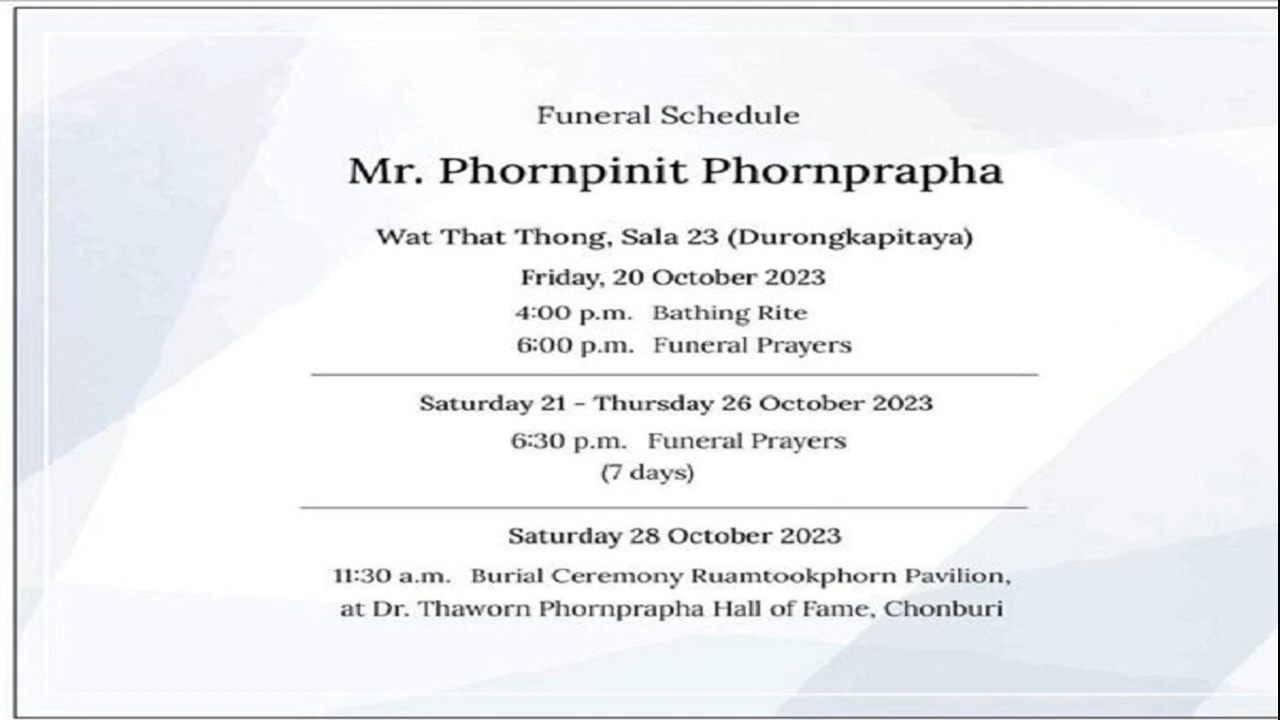 Funeral Schedule
Mr. Phornpinit Phornprapha
Wat That Thong, Sala 23 (Durongkapitaya)
Friday, 20 October 2023
4:00 p.m. Bathing Rite
6:00 p.m. Funeral Prayers
Saturday 21 - Thursday 26 October 2023
6:30 p.m. Funeral Prayers
(7 days)
Saturday 28 October 2023
11:30 a.m. Burial Ceremony Ruamtookphorn Pavilion,
at Dr. Thaworn Phornprapha Hall of Fame, Chonburi